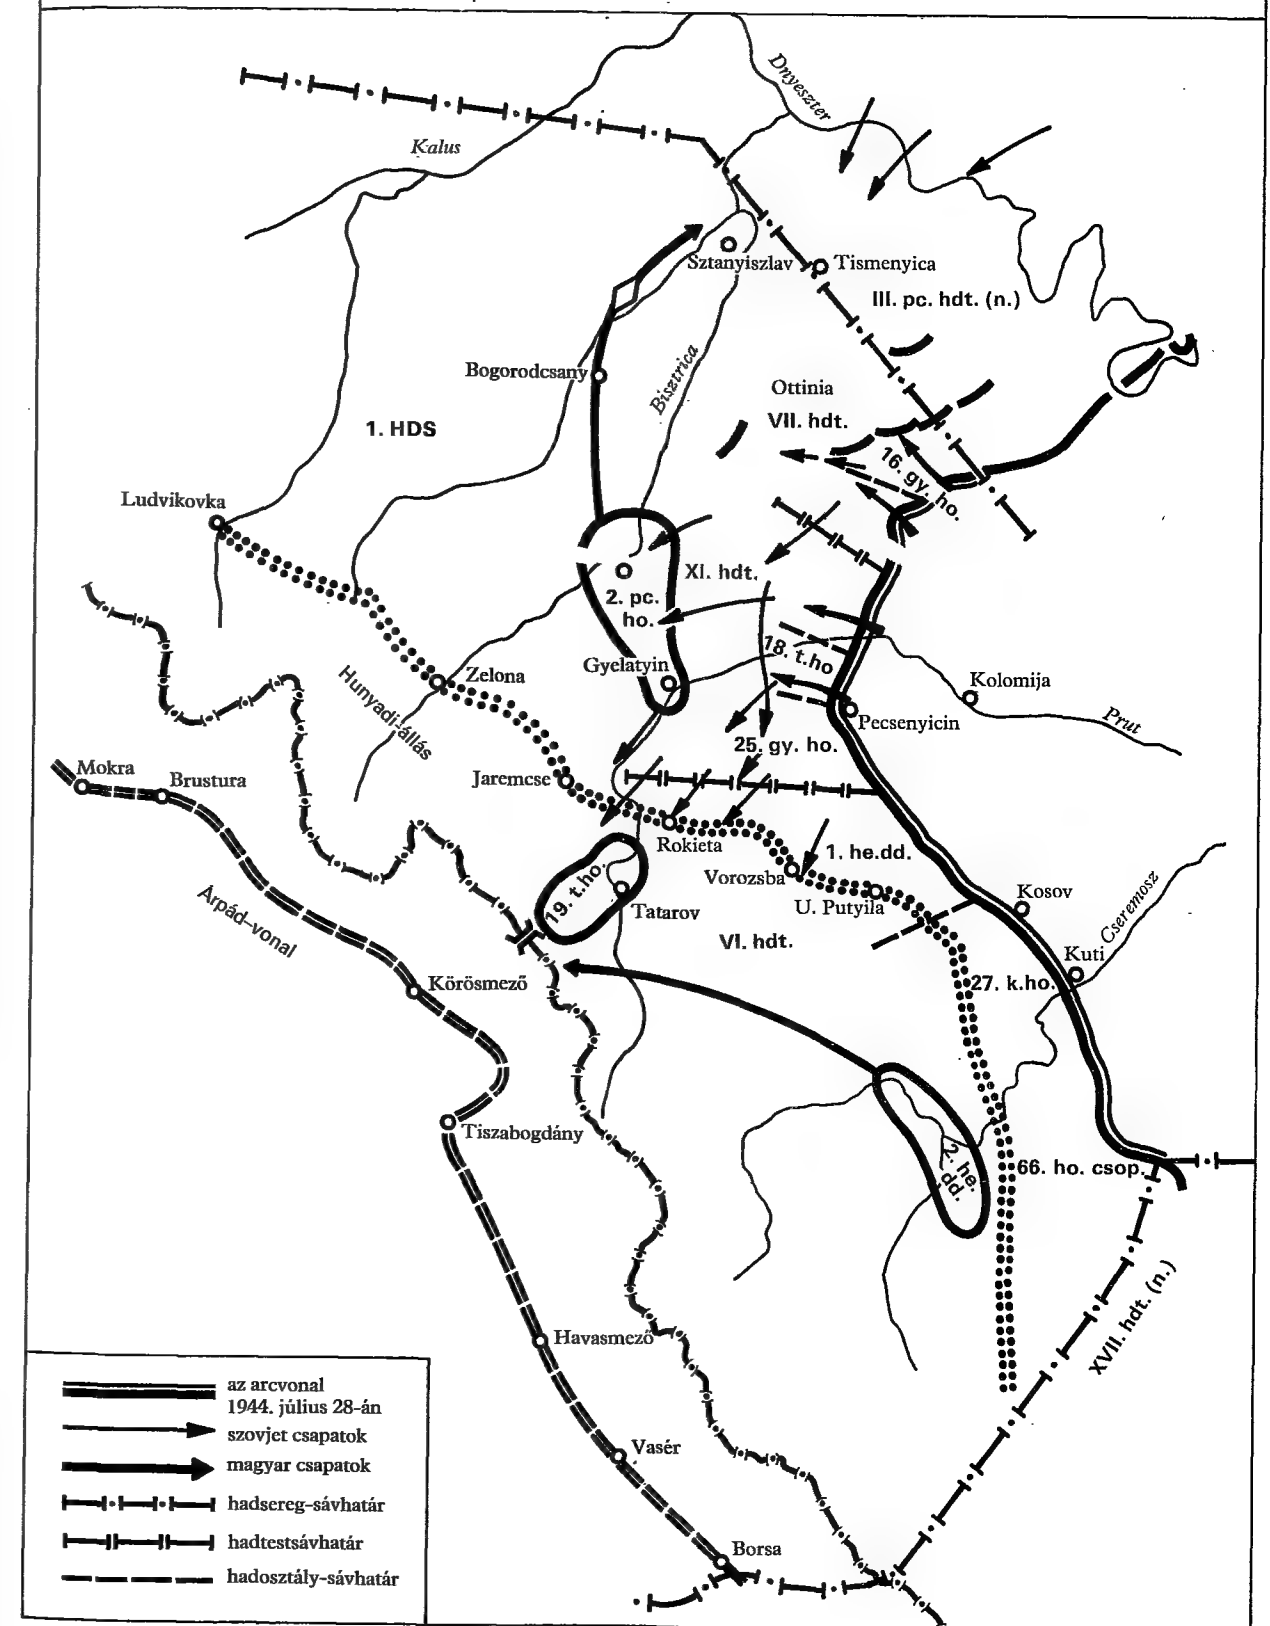 Dnyeszter
Kalus
Sztanyiszlav
Tismenyica
III. pc. hdt. (n.)
Bogorodcsany
Bisztrica
Ottinia
VII. hdt.
1. HDS
16. gy. ho.
Ludvikovka
XI. hdt.
2. pc.
ho.
18. t.ho
Gyelatyin
Zelona
Kolomija
Hunyadi-állás
Prut
Pecsenyicin
25. gy. ho.
Mokra
Brustura
Jaremcse
Rokieta
1. he.dd.
Vorozsba
U. Putyila
Kosov
Cseremosz
Árpád-vonal
19. t.ho.
Tatarov
VI. hdt.
Kuti
27. k.ho.
Körösmező
Tiszabogdány
2. he.
dd.
66. ho. csop.
XVII. hdt. (n.)
Havasmező
Vasér
Borsa
az arcvonal
1944. július 28-án
szovjet csapatok
magyar csapatok
hadsereg-sávhatár
hadtestsávhatár
hadosztály-sávhatár